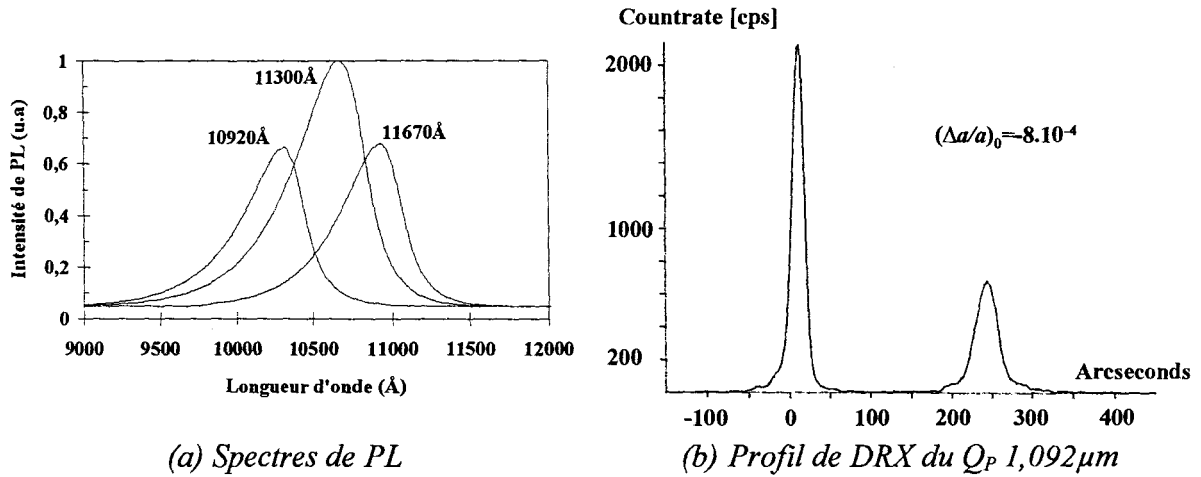 Intensité de PL (u.a)
1
0,8
0,6
0,4
0,2
0
11300Å
10920Å
11670Å
9000 9500 10000 10500 11000 11500 12000
Longueur d'onde (Å)
(a) Spectres de PL
Countrate [cps]
2000
1000
200
(Δa/a)₀=-8.10⁻⁴
Arcseconds
-100 0 100 200 300 400
(b) Profil de DRX du Q_P 1,092µm